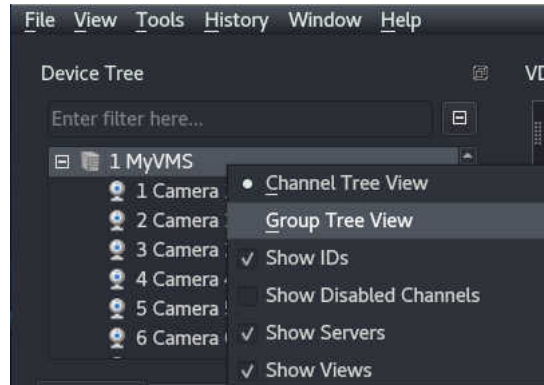 File View Tools History Window Help
Device Tree
Enter filter here...
1 MyVMS
1 Camera
2 Camera
3 Camera
4 Camera
5 Camera
6 Camera
Channel Tree View
Group Tree View
Show IDs
Show Disabled Channels
Show Servers
Show Views